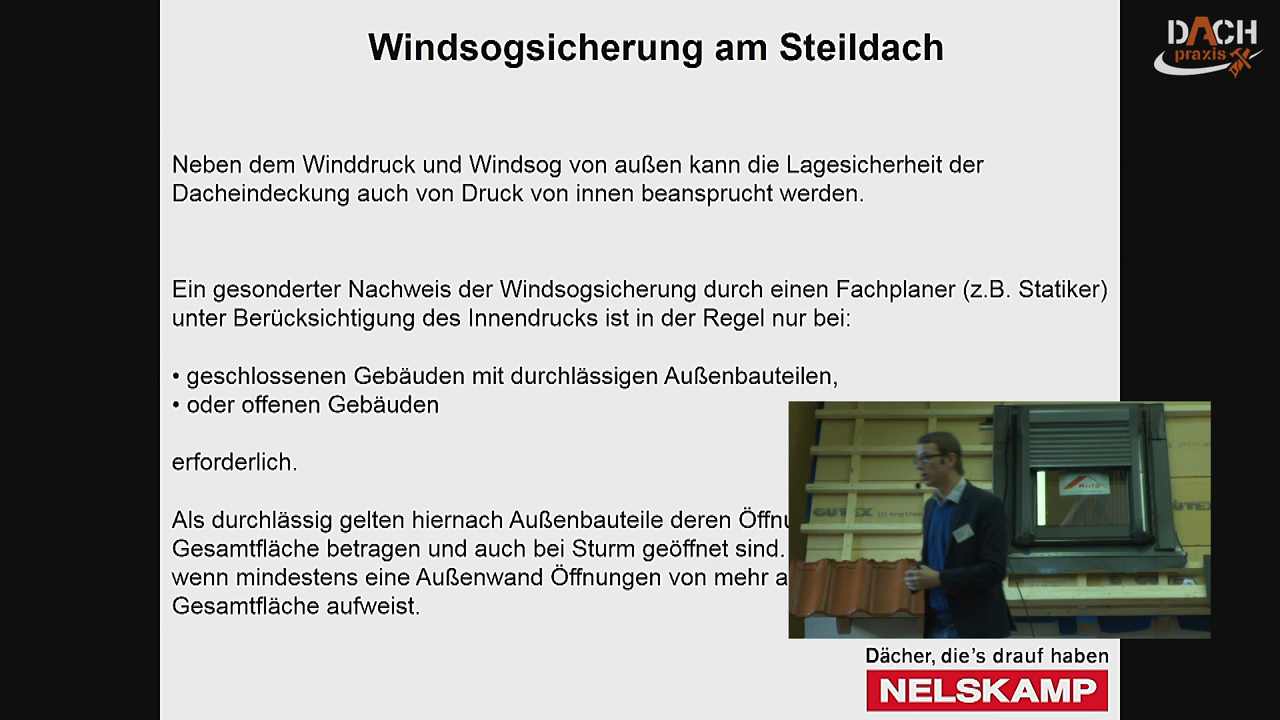 Windsogsicherung am Steildach
DACH
praxis
Neben dem Winddruck und Windsog von außen kann die Lagesicherheit der
Dacheindeckung auch von Druck von innen beansprucht werden.
Ein gesonderter Nachweis der Windsogsicherung durch einen Fachplaner (z.B. Statiker)
unter Berücksichtigung des Innendrucks ist in der Regel nur bei:
• geschlossenen Gebäuden mit durchlässigen Außenbauteilen,
• oder offenen Gebäuden
erforderlich.
Als durchlässig gelten hiernach Außenbauteile deren
Gesamtfläche betragen und auch bei Sturm geöffnet sind.
wenn mindestens eine Außenwand Öffnungen von mehr
Gesamtfläche aufweist.
GUTEX
Dächer, die's drauf haben
NELSKAMP